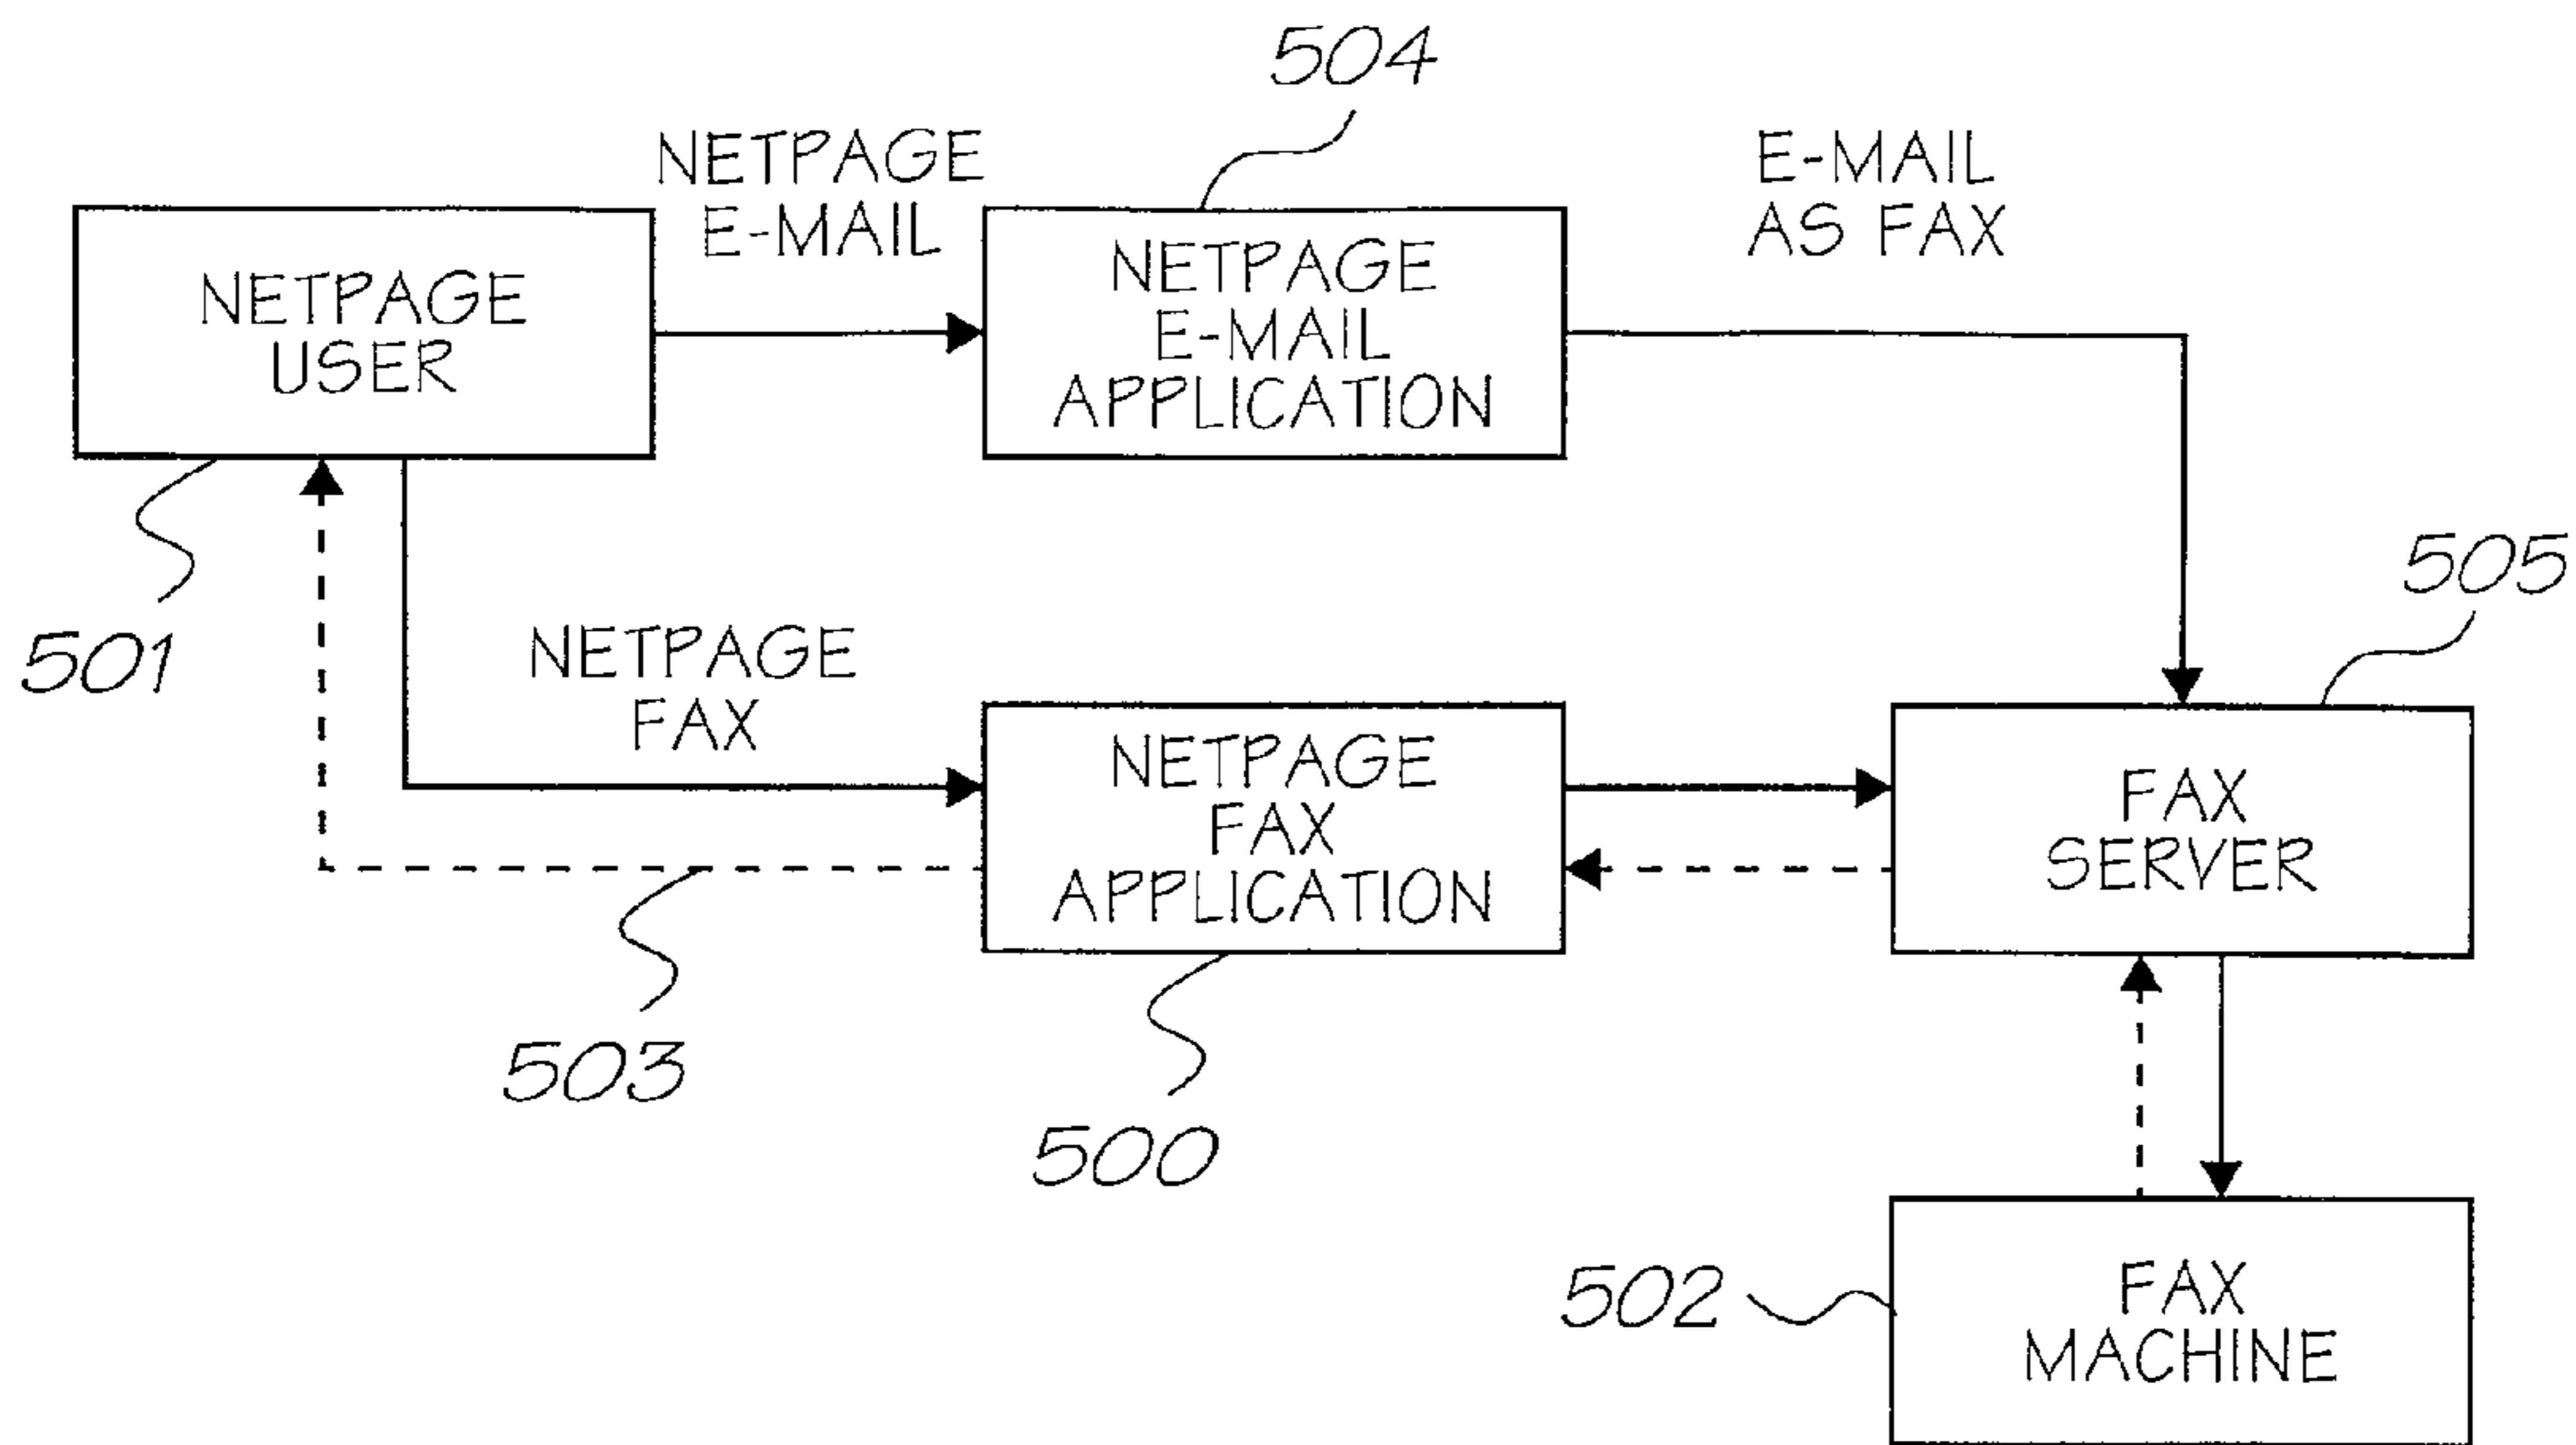 504
NETPAGE
E-MAIL
E-MAIL
AS FAX
NETPAGE
USER
NETPAGE
E-MAIL
APPLICATION
501
NETPAGE
FAX
505
NETPAGE
FAX
APPLICATION
FAX
SERVER
503
500
502
FAX
MACHINE